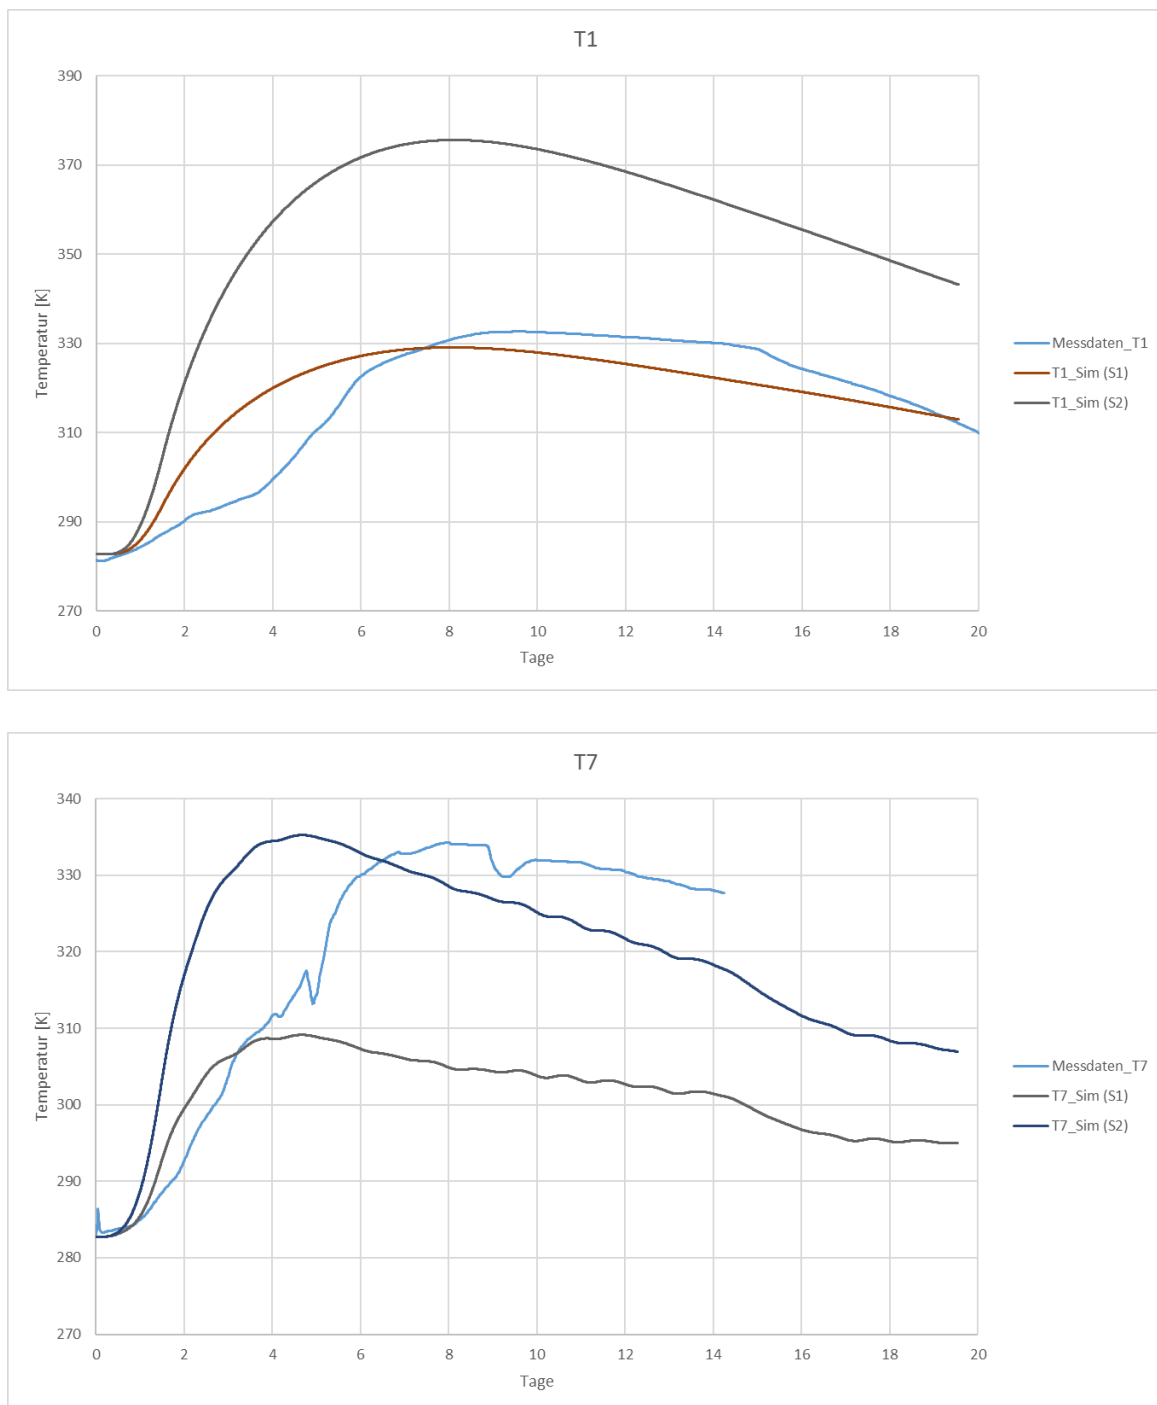 T1
390
370
350
330
310
290
270
Temperatur [K]
0 2 4 6 8 10 12 14 16 18 20
Tage
Messdaten_T1
T1_Sim (S1)
T1_Sim (S2)
T7
340
330
320
310
300
290
280
270
Temperatur [K]
0 2 4 6 8 10 12 14 16 18 20
Tage
Messdaten_T7
T7_Sim (S1)
T7_Sim (S2)